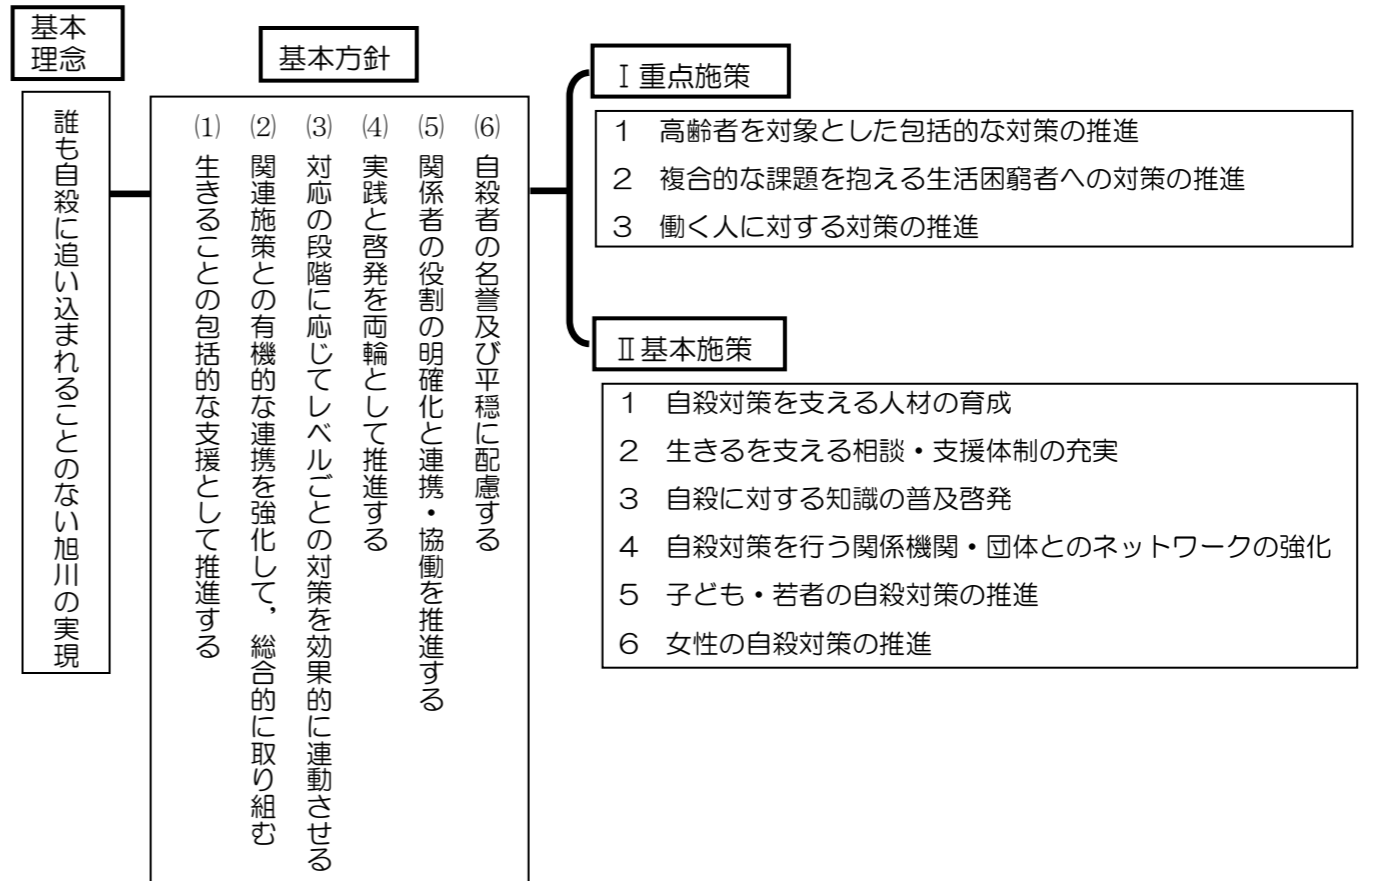 基本
理念
誰も自殺に追い込まれることのない旭川の実現
基本方針
⑴ 生きることの包括的な支援として推進する
⑵ 関連施策との有機的な連携を強化して，総合的に取り組む
⑶ 対応の段階に応じてレベルごとの対策を効果的に連動させる
⑷ 実践と啓発を両輪として推進する
⑸ 関係者の役割の明確化と連携・協働を推進する
⑹ 自殺者の名誉及び平穏に配慮する
Ⅰ重点施策
１　高齢者を対象とした包括的な対策の推進
２　複合的な課題を抱える生活困窮者への対策の推進
３　働く人に対する対策の推進
Ⅱ基本施策
１　自殺対策を支える人材の育成
２　生きるを支える相談・支援体制の充実
３　自殺に対する知識の普及啓発
４　自殺対策を行う関係機関・団体とのネットワークの強化
５　子ども・若者の自殺対策の推進
６　女性の自殺対策の推進